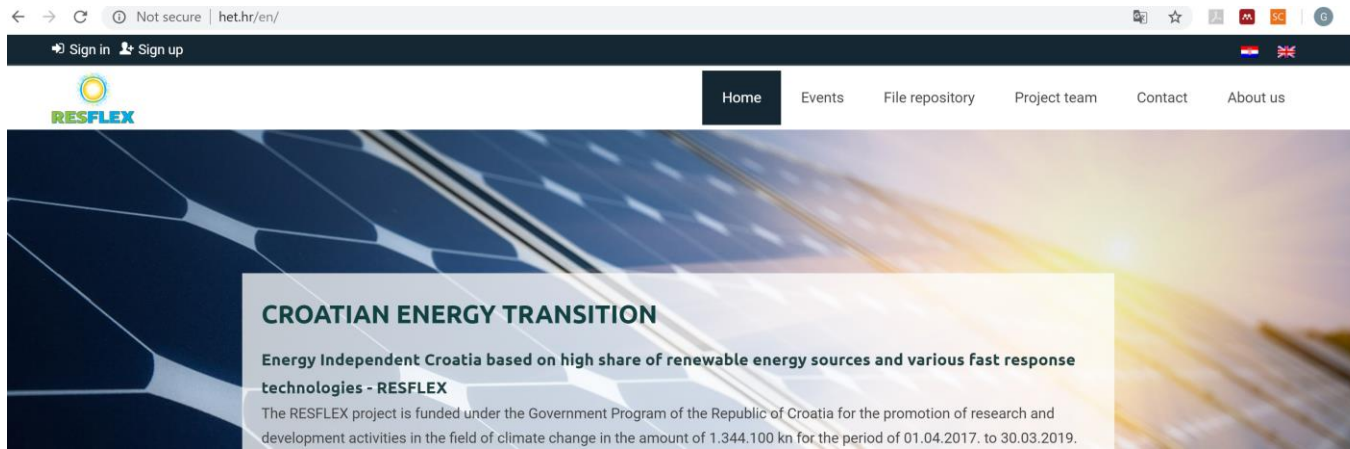 Not secure | het.hr/en/
SC G
Sign in Sign up
RESFLEX
Home Events File repository Project team Contact About us
CROATIAN ENERGY TRANSITION
Energy Independent Croatia based on high share of renewable energy sources and various fast response
technologies - RESFLEX
The RESFLEX project is funded under the Government Program of the Republic of Croatia for the promotion of research and
development activities in the field of climate change in the amount of 1.344.100 kn for the period of 01.04.2017. to 30.03.2019.